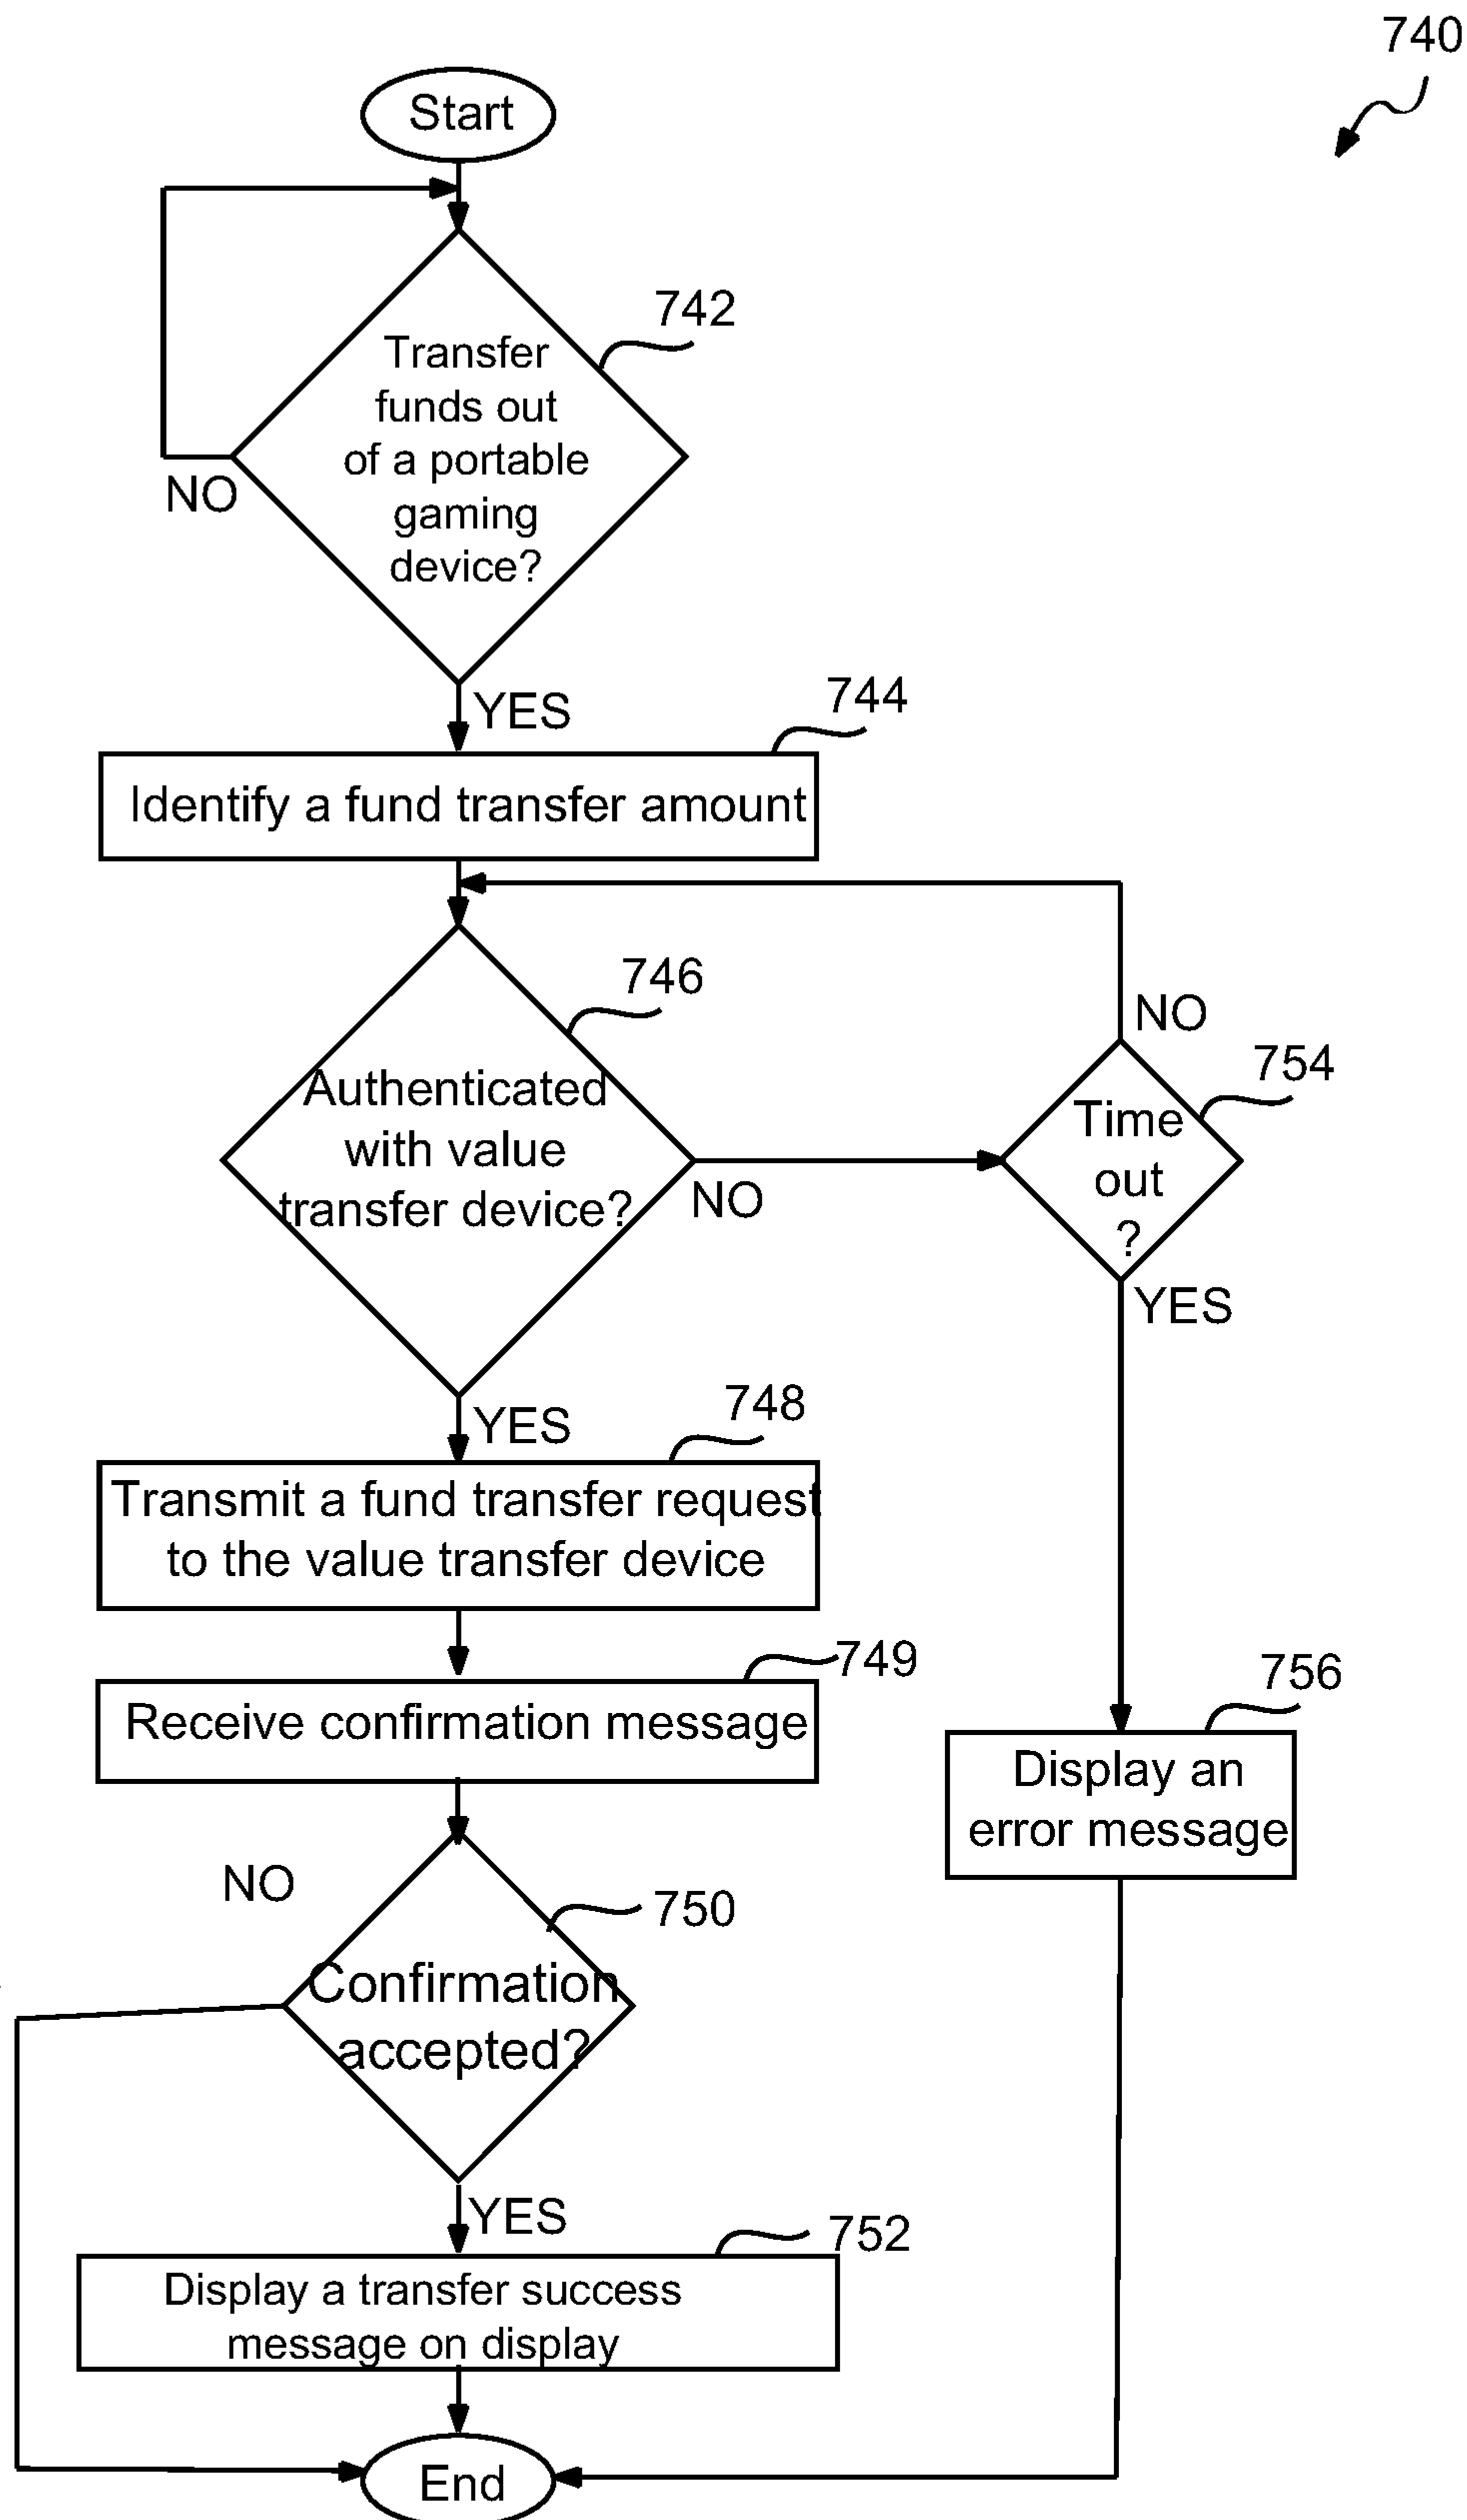 740
Start
742
Transfer
funds out
of a portable
gaming
device?
NO
YES
744
Identify a fund transfer amount
746
Authenticated
with value
transfer device?
NO
NO
754
Time
out
?
YES
YES
748
Transmit a fund transfer request
to the value transfer device
749
Receive confirmation message
756
Display an
error message
NO
750
Confirmation
accepted?
YES
752
Display a transfer success
message on display
End